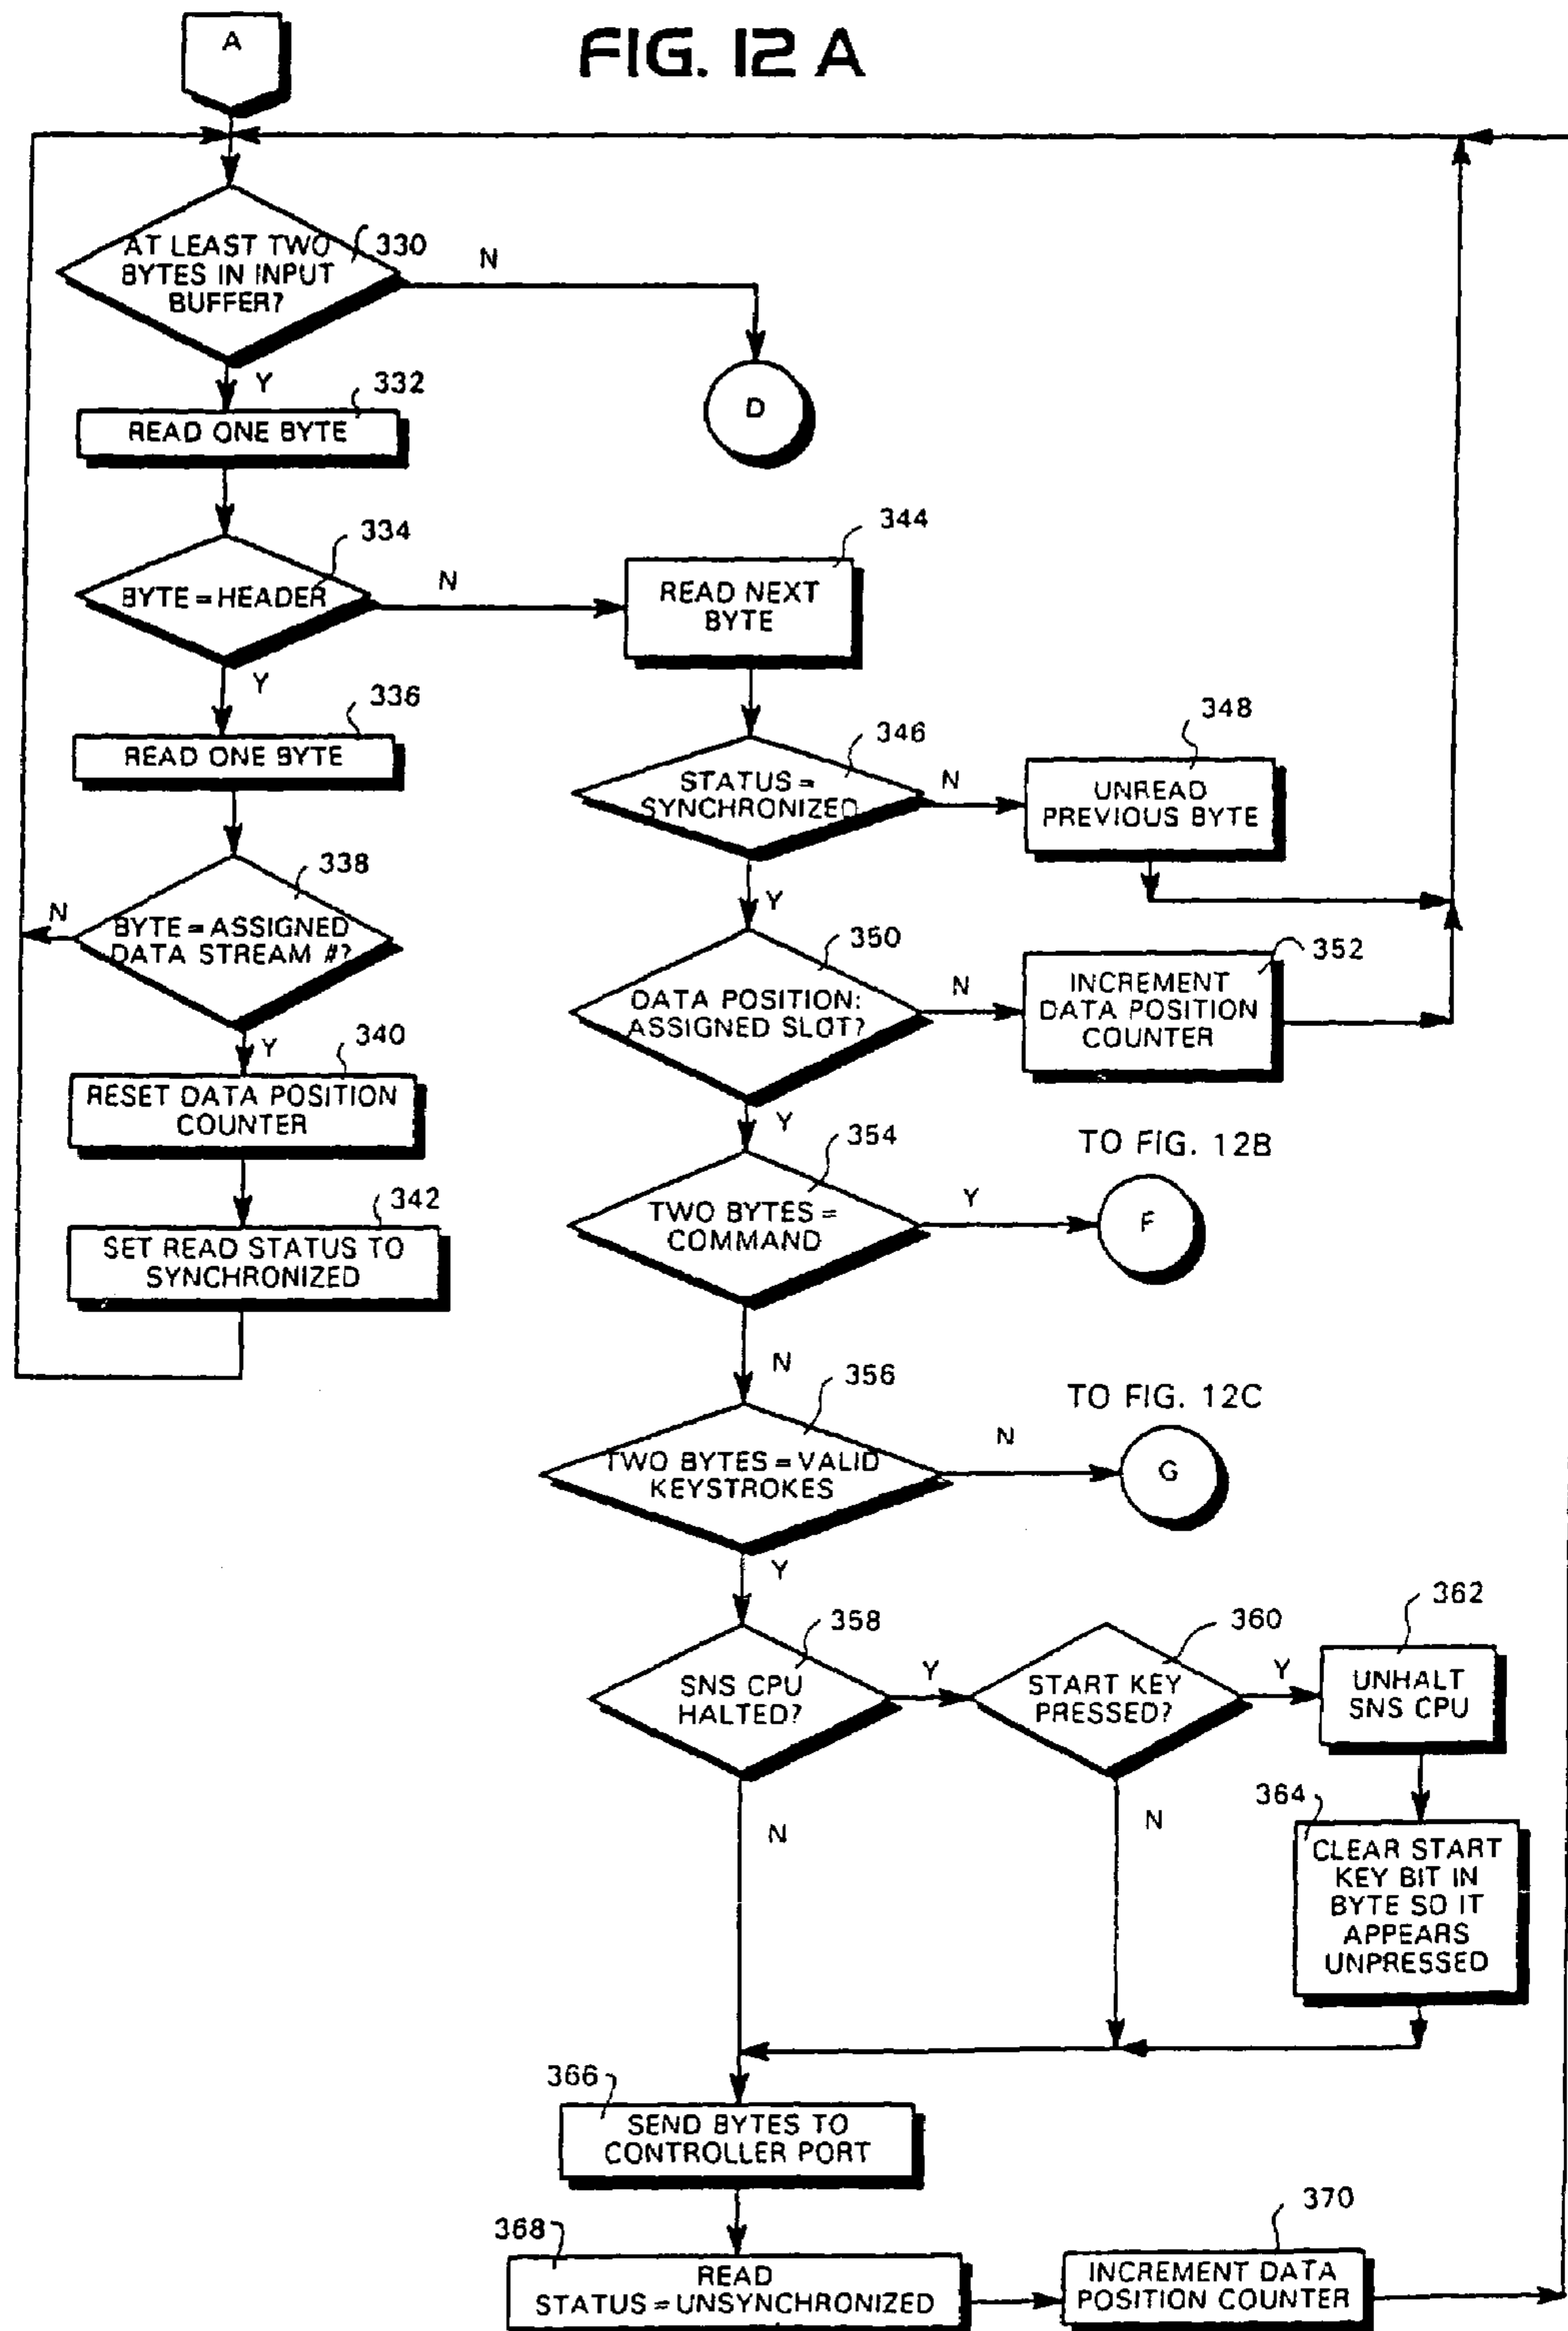 FIG. 12 A
A
AT LEAST TWO
BYTES IN INPUT
BUFFER?
330
N
D
Y
332
READ ONE BYTE
334
BYTE = HEADER
N
344
READ NEXT
BYTE
Y
336
READ ONE BYTE
346
STATUS =
SYNCHRONIZED
N
348
UNREAD
PREVIOUS BYTE
338
BYTE = ASSIGNED
DATA STREAM #?
N
Y
Y
350
DATA POSITION:
ASSIGNED SLOT?
N
352
INCREMENT
DATA POSITION
COUNTER
340
RESET DATA POSITION
COUNTER
Y
354
TWO BYTES =
COMMAND
Y
TO FIG. 12B
F
342
SET READ STATUS TO
SYNCHRONIZED
N
356
TWO BYTES = VALID
KEYSTROKES
N
TO FIG. 12C
G
Y
358
SNS CPU
HALTED?
Y
360
START KEY
PRESSED?
Y
362
UNHALT
SNS CPU
N
N
364
CLEAR START
KEY BIT IN
BYTE SO IT
APPEARS
UNPRESSED
366
SEND BYTES TO
CONTROLLER PORT
368
READ
STATUS = UNSYNCHRONIZED
370
INCREMENT DATA
POSITION COUNTER